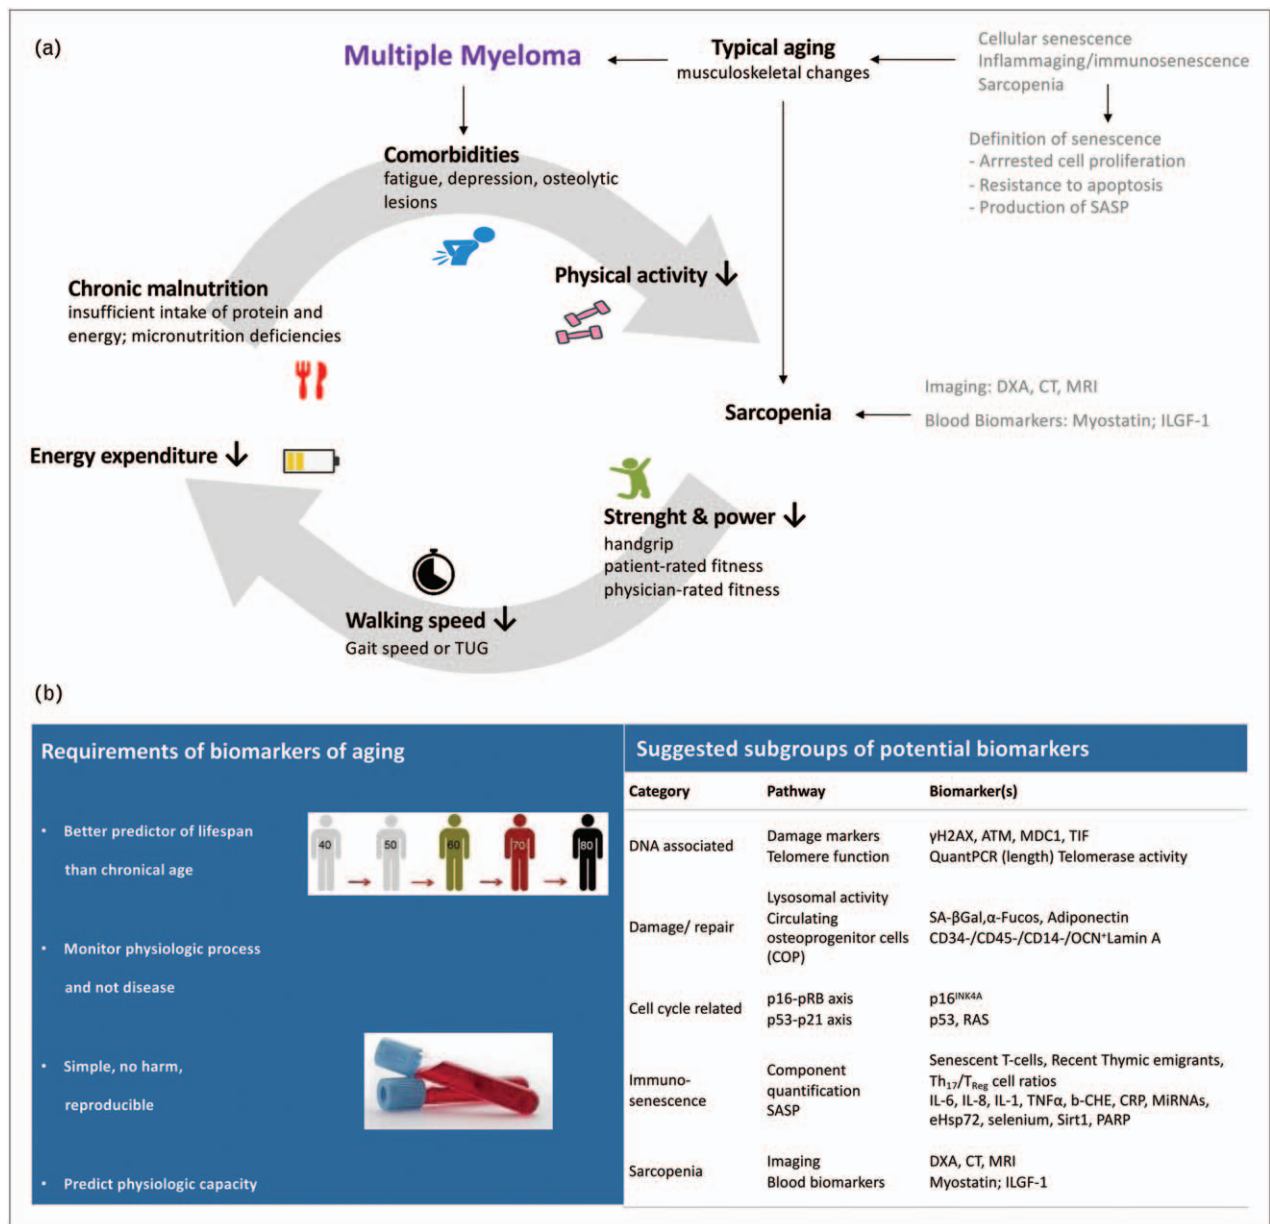 (a)
Multiple Myeloma
Typical aging
musculoskeletal changes
Cellular senescence
Inflammaging/immunosenescence
Sarcopenia
Definition of senescence
- Arrrested cell proliferation
- Resistance to apoptosis
- Production of SASP
Comorbidities
fatigue, depression, osteolytic
lesions
Physical activity ↓
Chronic malnutrition
insufficient intake of protein and
energy; micronutrition deficiencies
Sarcopenia
Imaging: DXA, CT, MRI
Blood Biomarkers: Myostatin; ILGF-1
Energy expenditure ↓
Strenght & power ↓
handgrip
patient-rated fitness
physician-rated fitness
Walking speed ↓
Gait speed or TUG
(b)
Requirements of biomarkers of aging
• Better predictor of lifespan
than chronical age
40 50 60 70 80
• Monitor physiologic process
and not disease
• Simple, no harm,
reproducible
• Predict physiologic capacity
Suggested subgroups of potential biomarkers
Category Pathway Biomarker(s)
DNA associated
Damage markers
Telomere function
γH2AX, ATM, MDC1, TIF
QuantPCR (length) Telomerase activity
Damage/ repair
Lysosomal activity
Circulating
osteoprogenitor cells
(COP)
SA-βGal,α-Fucos, Adiponectin
CD34-/CD45-/CD14-/OCN⁺Lamin A
Cell cycle related
p16-pRB axis
p53-p21 axis
p16ᴵᴺᴷ⁴ᴬ
p53, RAS
Immuno-
senescence
Component
quantification
SASP
Senescent T-cells, Recent Thymic emigrants,
Th₁₇/T_Reg cell ratios
IL-6, IL-8, IL-1, TNFα, b-CHE, CRP, MiRNAs,
eHsp72, selenium, Sirt1, PARP
Sarcopenia
Imaging
Blood biomarkers
DXA, CT, MRI
Myostatin; ILGF-1